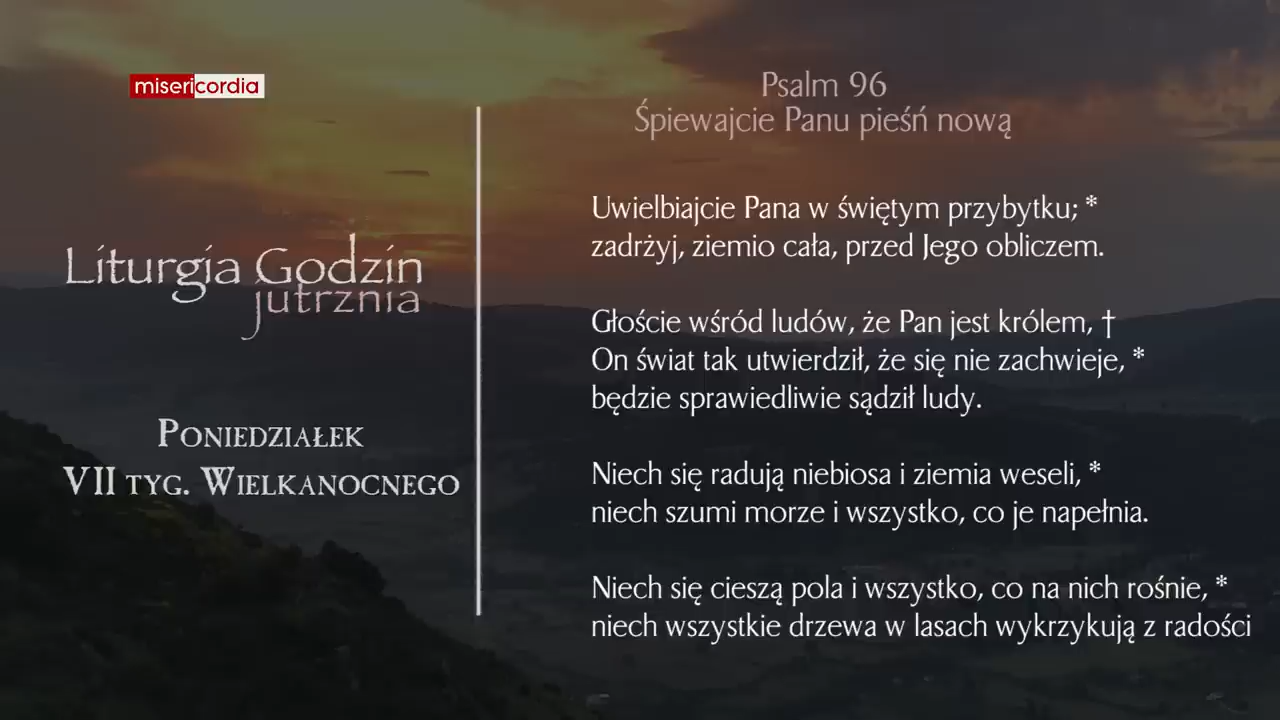 misericordia
Liturgia Godzin
jutrznia
Poniedziałek
VII tyg. Wielkanocnego
Psalm 96
Śpiewajcie Panu pieśń nową
Uwielbiajcie Pana w świętym przybytku; *
zadrżyj, ziemio cała, przed Jego obliczem.
Głoście wśród ludów, że Pan jest królem, †
On świat tak utwierdził, że się nie zachwieje, *
będzie sprawiedliwie sądził ludy.
Niech się radują niebiosa i ziemia weseli, *
niech szumi morze i wszystko, co je napełnia.
Niech się cieszą pola i wszystko, co na nich rośnie, *
niech wszystkie drzewa w lasach wykrzykują z radości